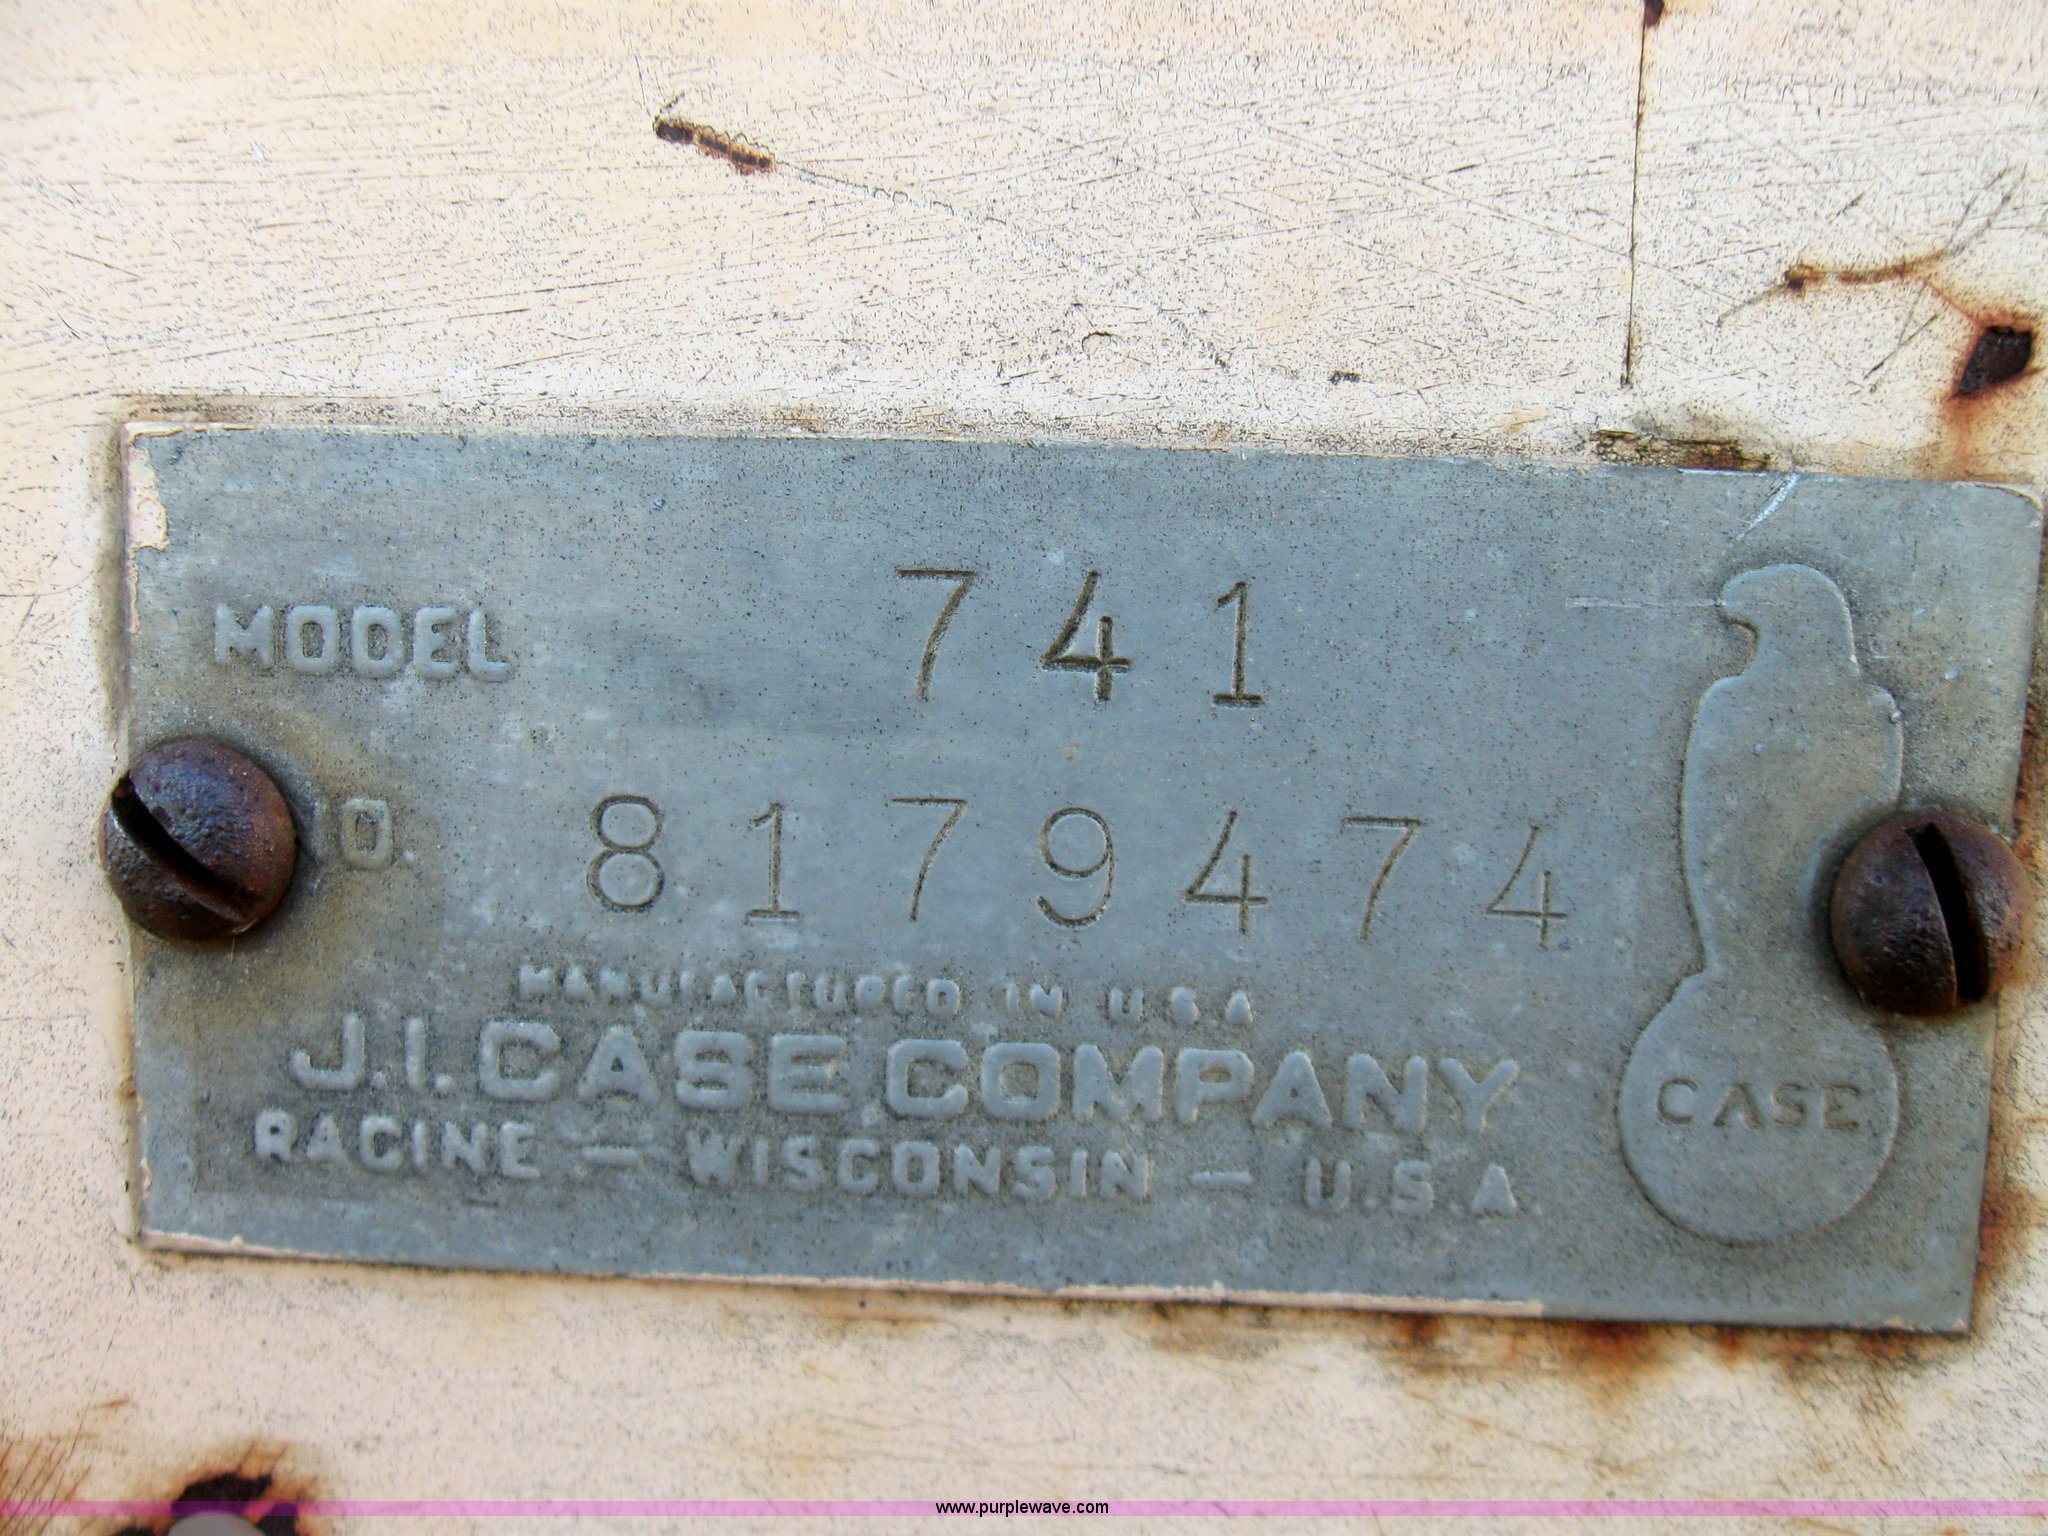 MODEL 741
O. 8179474
MANUFACTURED IN U.S.A
J.I. CASE COMPANY
RACINE — WISCONSIN — U.S.A.
CASE
www.purplewave.com